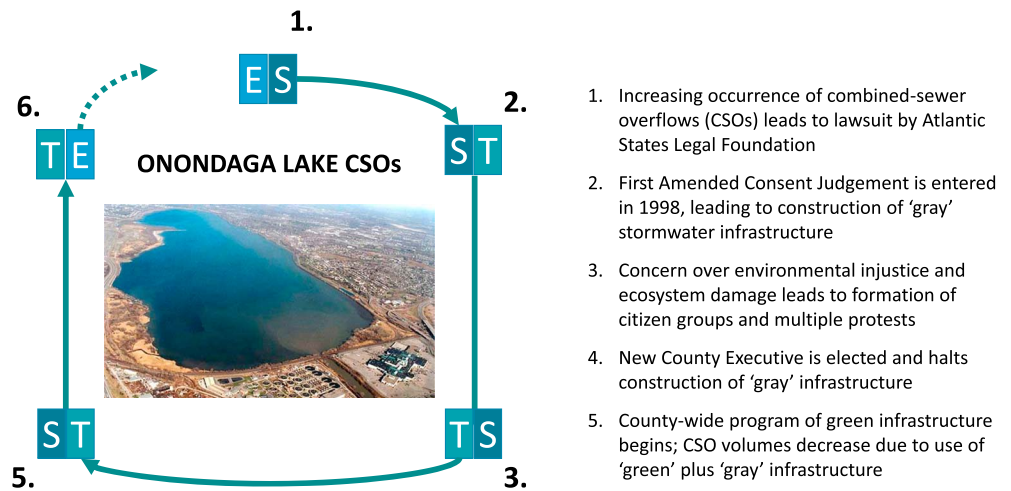 1.
E S
2.
S T
6.
T E
ONONDAGA LAKE CSOs
S T
5.
T S
3.
1. Increasing occurrence of combined-sewer
overflows (CSOs) leads to lawsuit by Atlantic
States Legal Foundation
2. First Amended Consent Judgement is entered
in 1998, leading to construction of ‘gray’
stormwater infrastructure
3. Concern over environmental injustice and
ecosystem damage leads to formation of
citizen groups and multiple protests
4. New County Executive is elected and halts
construction of ‘gray’ infrastructure
5. County-wide program of green infrastructure
begins; CSO volumes decrease due to use of
‘green’ plus ‘gray’ infrastructure